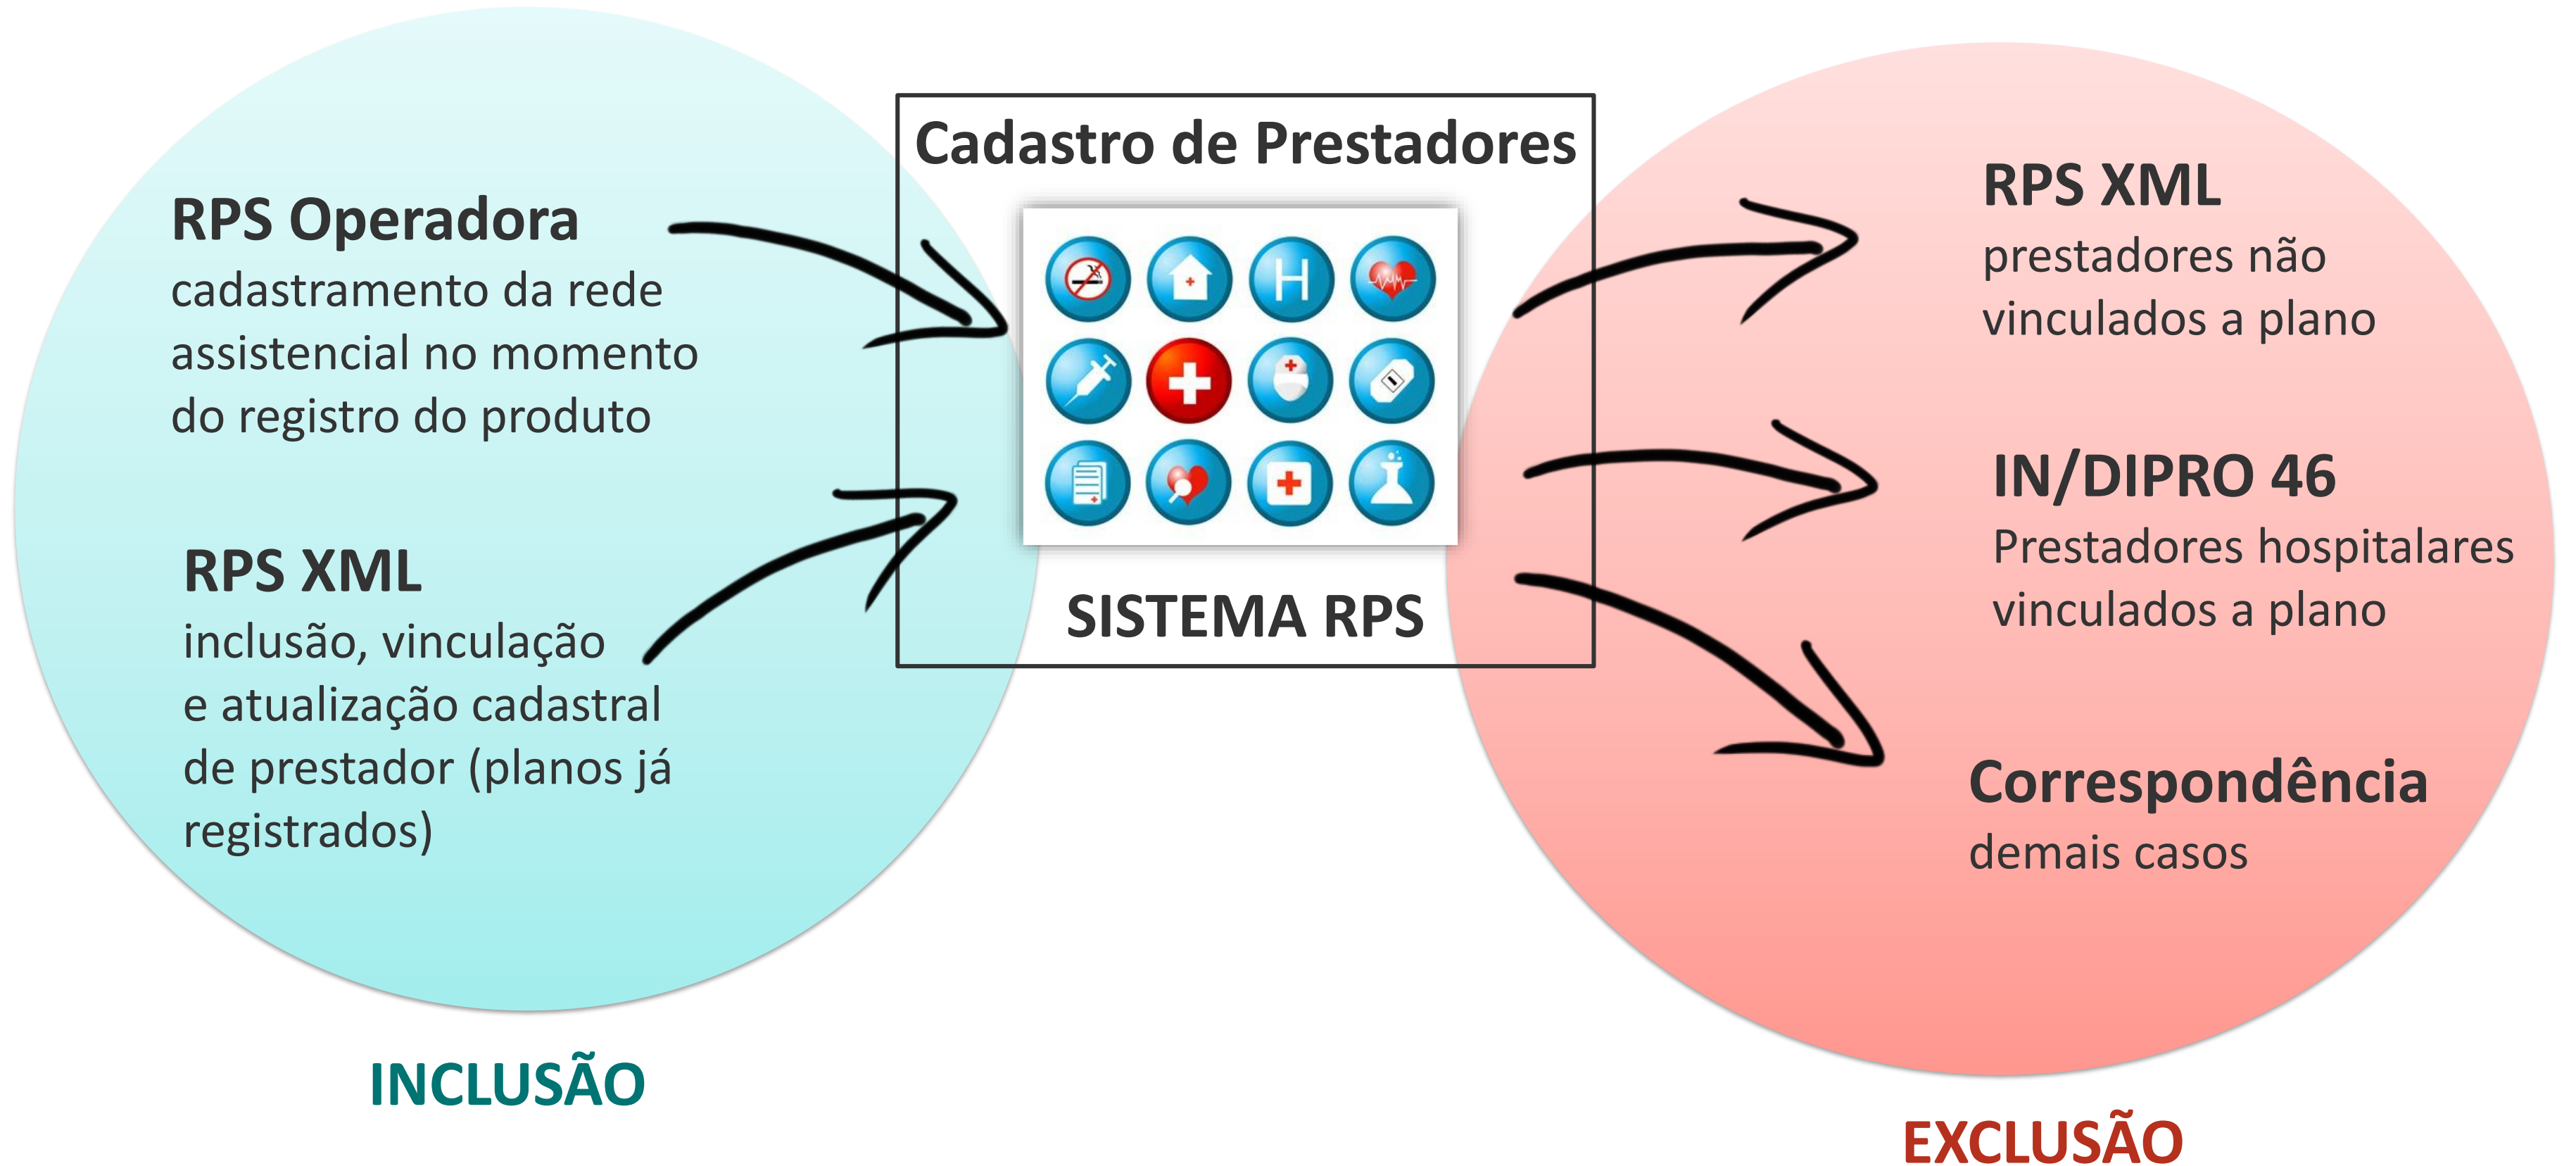 RPS Operadora
cadastramento da rede
assistencial no momento
do registro do produto
RPS XML
inclusão, vinculação
e atualização cadastral
de prestador (planos já
registrados)
INCLUSÃO
Cadastro de Prestadores
H
SISTEMA RPS
RPS XML
prestadores não
vinculados a plano
IN/DIPRO 46
Prestadores hospitalares
vinculados a plano
Correspondência
demais casos
EXCLUSÃO